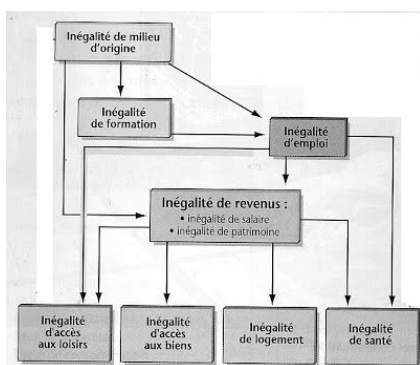 Inégalité de milieu
d'origine
Inégalité
de formation
Inégalité
d'emploi
Inégalité de revenus :
• inégalité de salaire
• inégalité de patrimoine
Inégalité
d'accès
aux loisirs
Inégalité
d'accès
aux biens
Inégalité
de logement
Inégalité
de santé